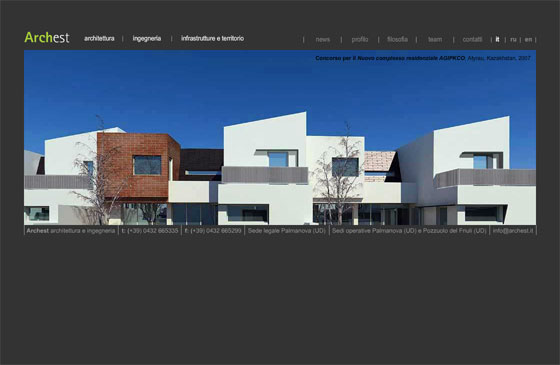 Archest architettura | ingegneria | infrastrutture e territorio | news | profilo | filosofia | team | contatti | it | ru | en |
Concorso per il Nuovo complesso residenziale AGIPKCO, Atyrau, Kazakhstan, 2007
Archest architettura e ingegneria | t: (+39) 0432 665335 | f: (+39) 0432 665299 | Sede legale Palmanova (UD) | Sedi operative Palmanova (UD) e Pozzuolo del Friuli (UD) | info@archest.it |